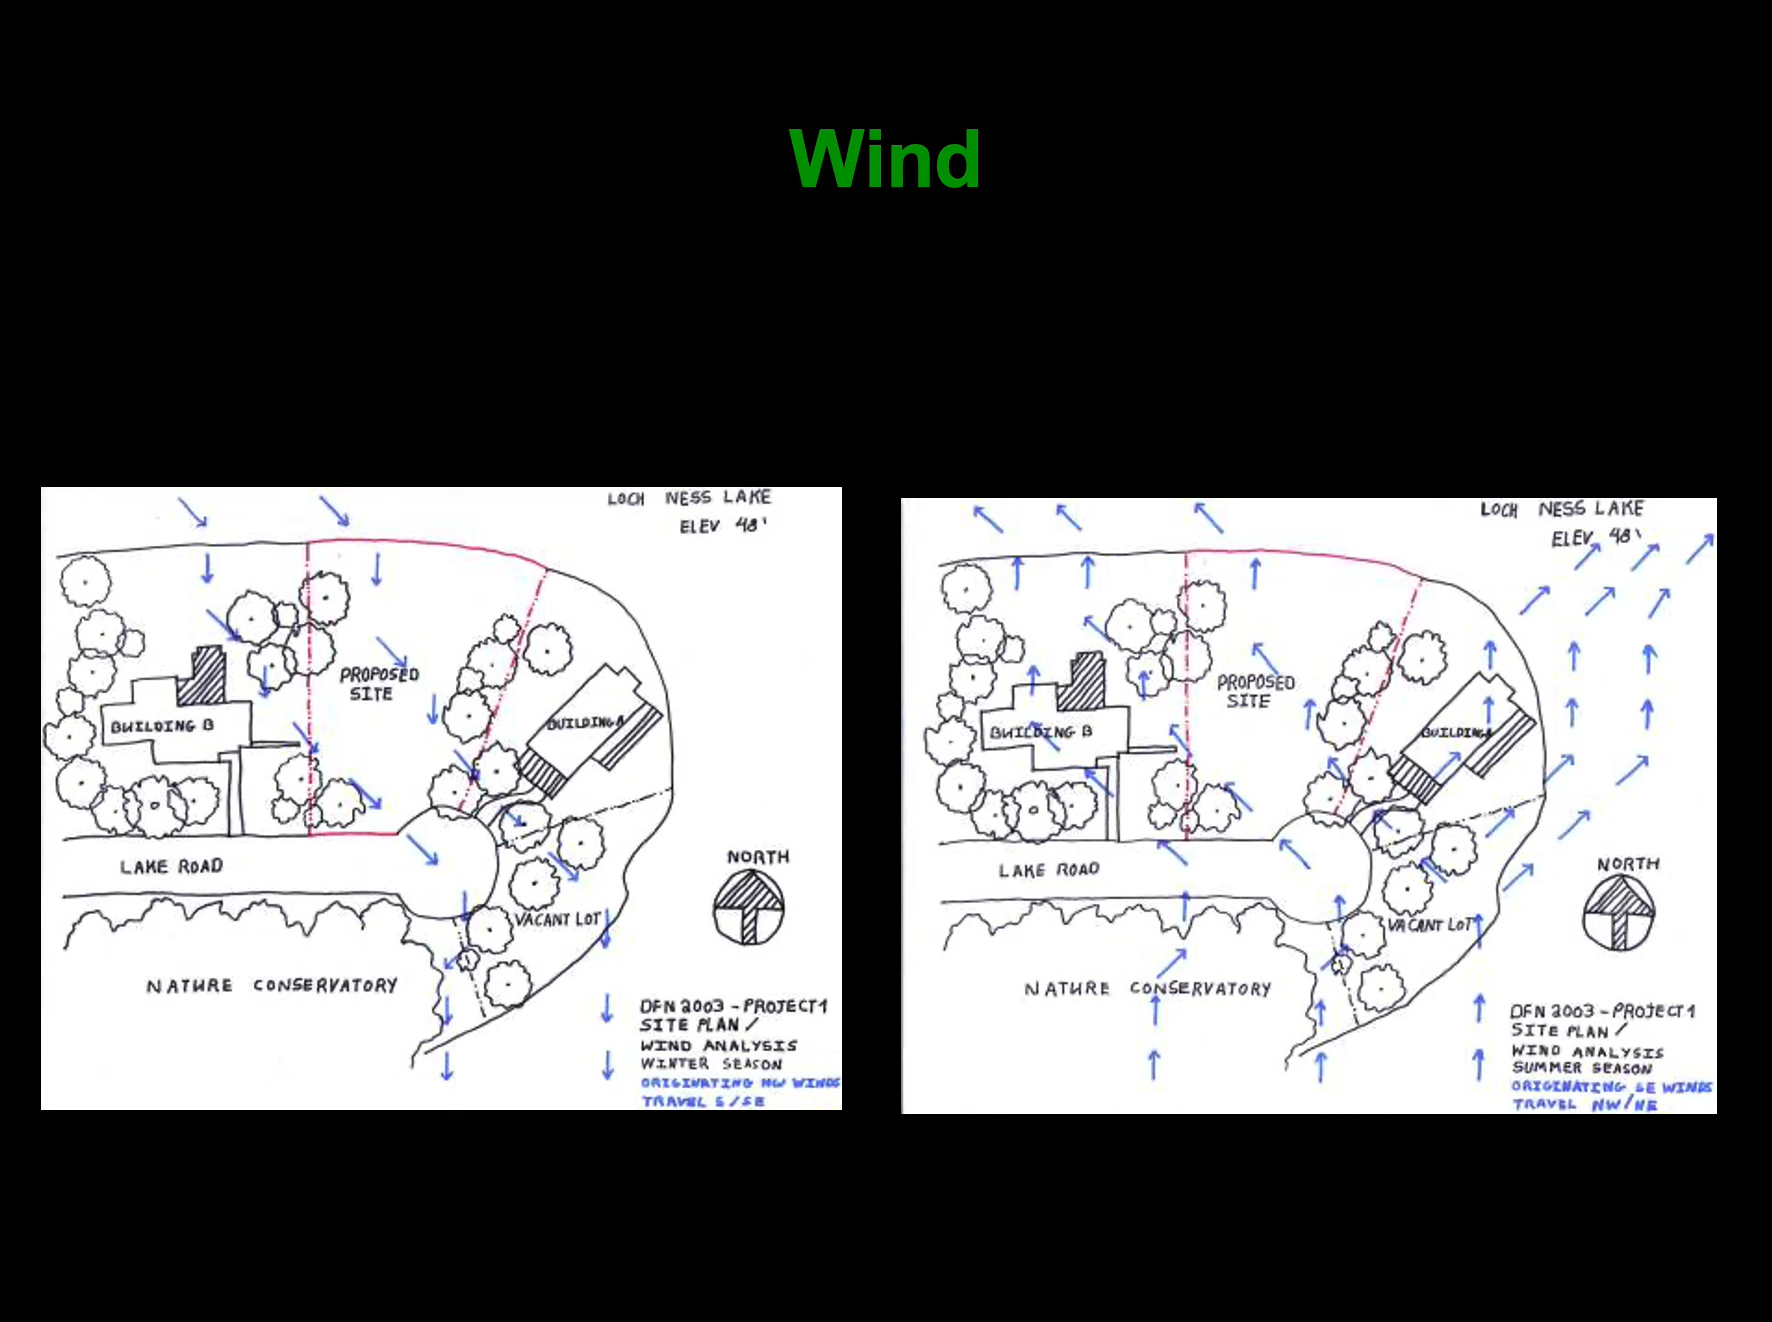 Wind
LOCH NESS LAKE
ELEV 48'
PROPOSED
SITE
BUILDING B
BUILDING A
LAKE ROAD
NORTH
VACANT LOT
NATURE CONSERVATORY
DFN 2003 - PROJECT 1
SITE PLAN /
WIND ANALYSIS
WINTER SEASON
ORIGINATING NW WINDS
TRAVEL S/SE
LOCH NESS LAKE
ELEV 48'
PROPOSED
SITE
BUILDING B
BUILDING A
LAKE ROAD
NORTH
VACANT LOT
NATURE CONSERVATORY
DFN 2003 - PROJECT 1
SITE PLAN /
WIND ANALYSIS
SUMMER SEASON
ORIGINATING SE WINDS
TRAVEL NW/NE